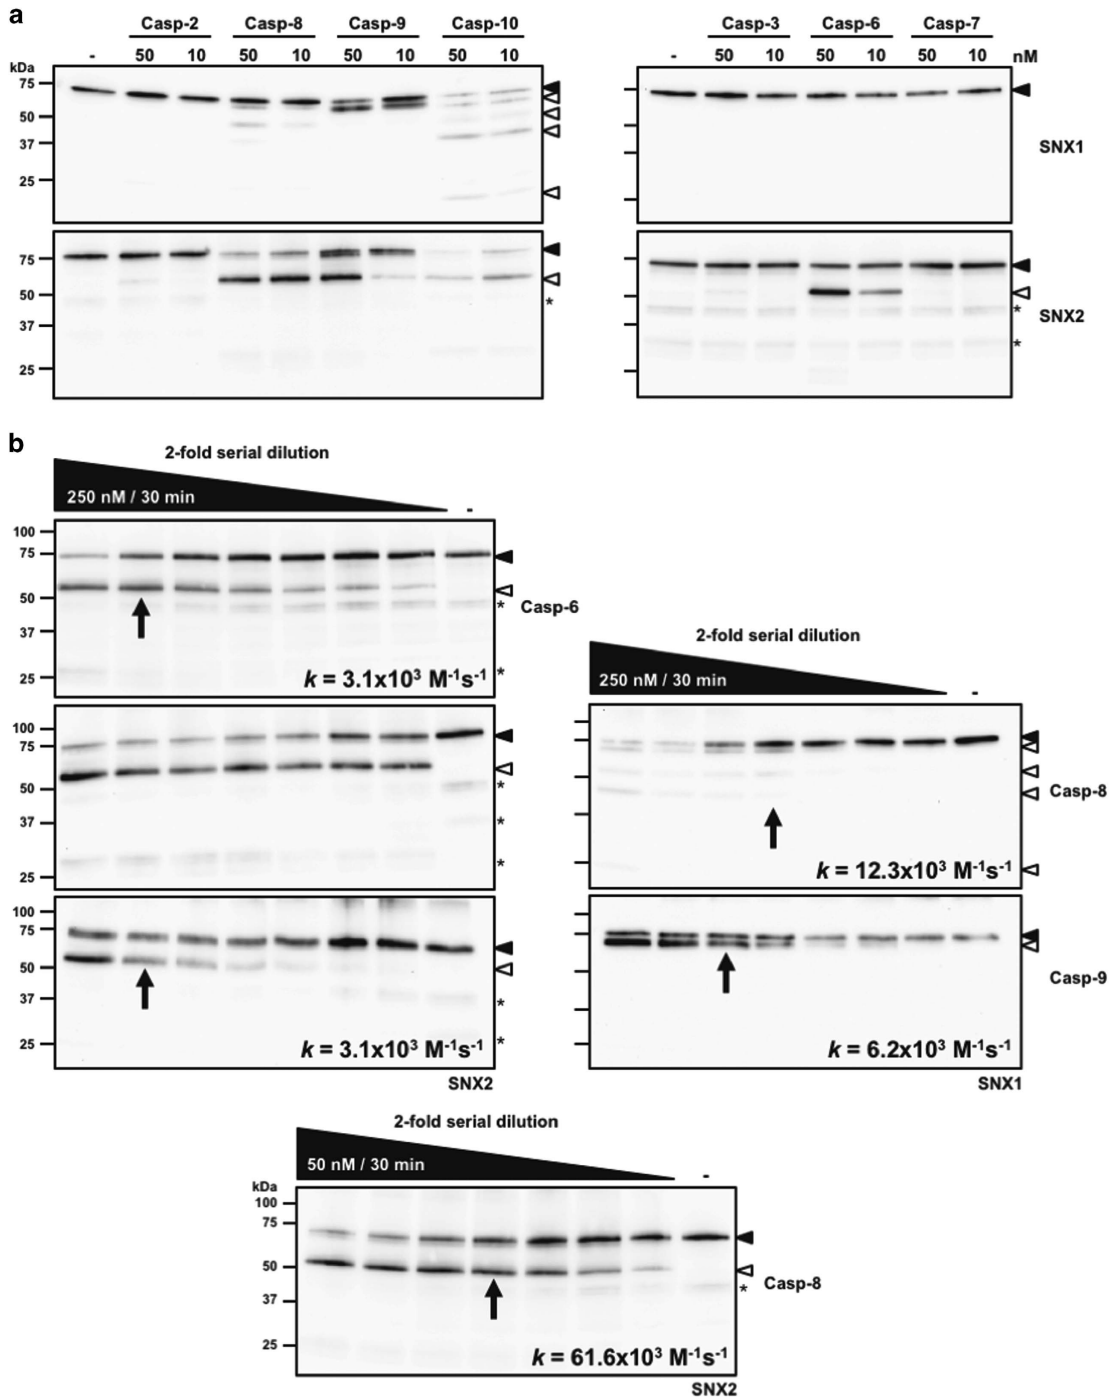 a
Casp-2 Casp-8 Casp-9 Casp-10
- 50 10 50 10 50 10 50 10
kDa
75
50
37
25
75
50
*
37
25
Casp-3 Casp-6 Casp-7
- 50 10 50 10 50 10 nM
SNX1
*
SNX2
*
b
2-fold serial dilution
250 nM / 30 min -
100
75
50
* Casp-6
37
25 *
k = 3.1x10³ M⁻¹s⁻¹
100
75
50 *
37 *
*
25
100
75
50
37 *
25 *
k = 3.1x10³ M⁻¹s⁻¹
SNX2
2-fold serial dilution
250 nM / 30 min -
Casp-8
k = 12.3x10³ M⁻¹s⁻¹
Casp-9
k = 6.2x10³ M⁻¹s⁻¹
SNX1
2-fold serial dilution
50 nM / 30 min -
kDa
100
75
50
* Casp-8
37
25
k = 61.6x10³ M⁻¹s⁻¹
SNX2